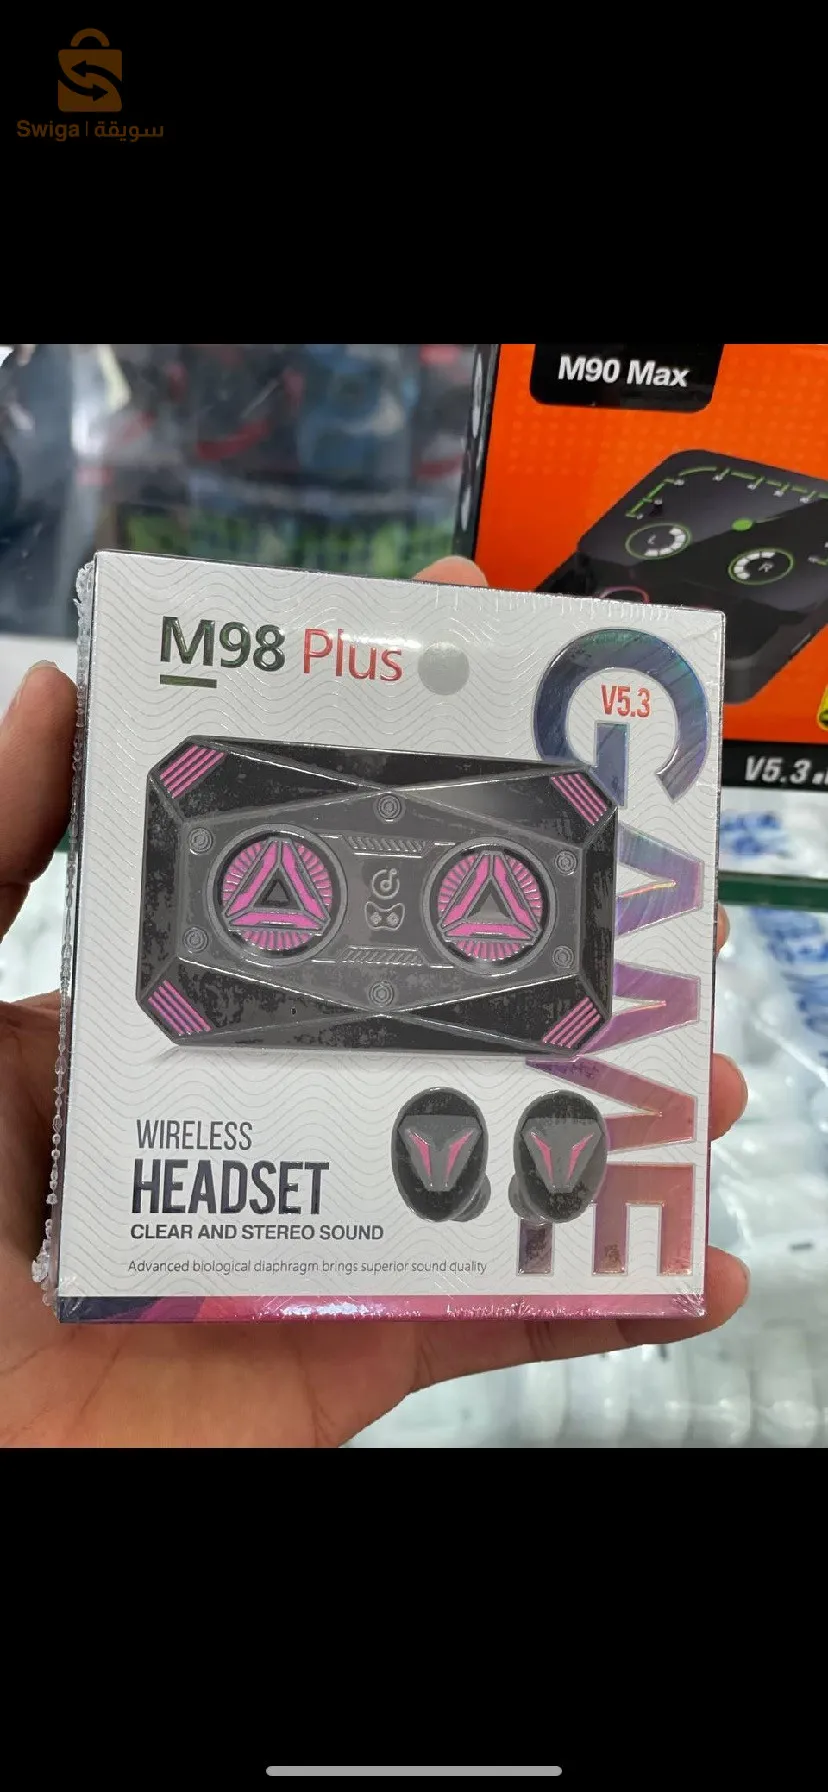 Swiga | سويقة
M90 Max
M98 Plus
V5.3
GAME
L
R
V5.3
WIRELESS
HEADSET
CLEAR AND STEREO SOUND
Advanced biological diaphragm brings superior sound quality